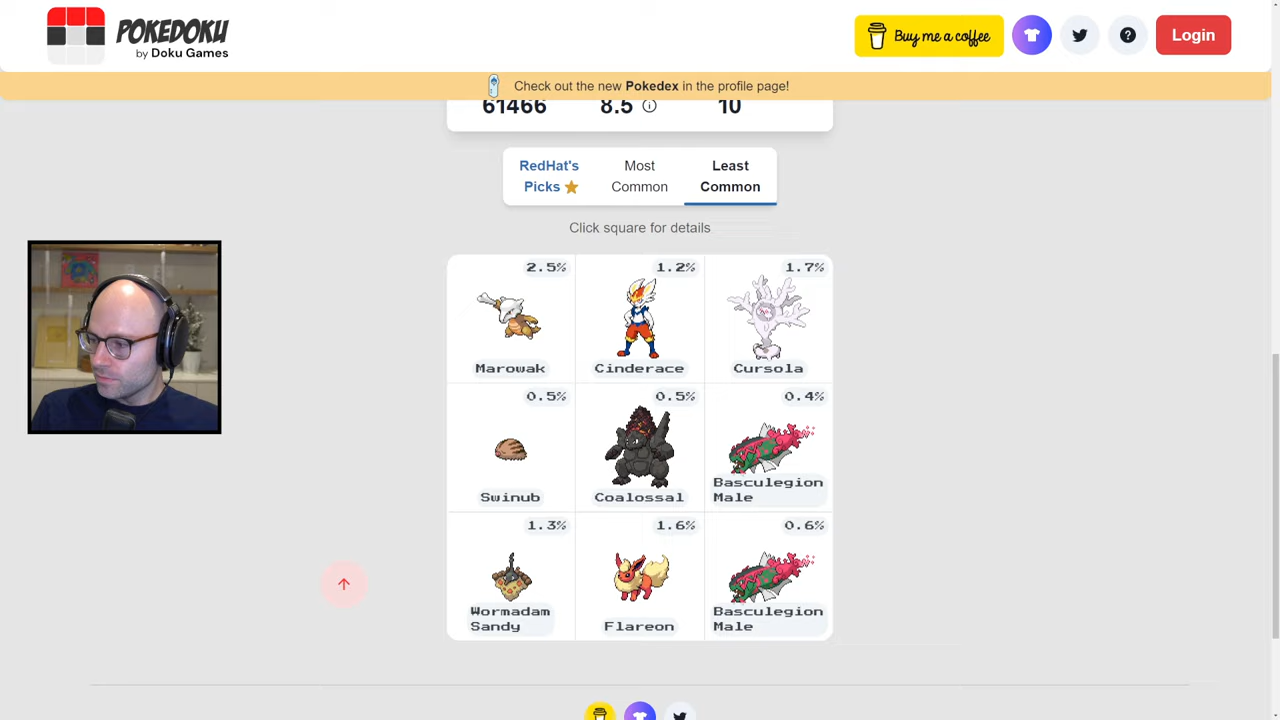 POKEDOKU
by Doku Games
Buy me a coffee
Login
Check out the new Pokedex in the profile page!
61466 8.5 10
RedHat's Picks
Most Common
Least Common
Click square for details
2.5% 1.2% 1.7%
Marowak Cinderace Cursola
0.5% 0.5% 0.4%
Swinub Coalossal Basculegion Male
1.3% 1.6% 0.6%
Wormadam Sandy Flareon Basculegion Male